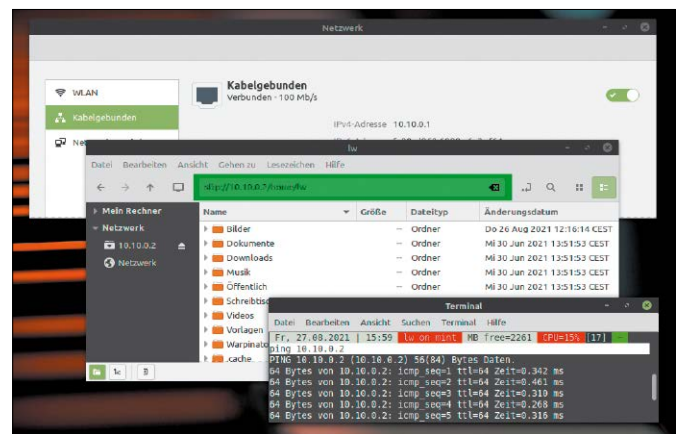 Netzwerk
WLAN
Kabelgebunden
Kabelgebunden
Verbunden - 100 Mb/s
IPv4-Adresse 10.10.0.1
lw
Datei Bearbeiten Ansicht Gehen zu Lesezeichen Hilfe
sftp://10.10.0.2/home/lw
Mein Rechner
Netzwerk
10.10.0.2
Netzwerk
Name Größe Dateityp Änderungsdatum
Bilder -- Ordner Do 26 Aug 2021 12:16:14 CEST
Dokumente -- Ordner Mi 30 Jun 2021 13:51:53 CEST
Downloads -- Ordner Mi 30 Jun 2021 13:51:53 CEST
Musik -- Ordner Mi 30 Jun 2021 13:51:53 CEST
Öffentlich -- Ordner Mi 30 Jun 2021 13:51:53 CEST
Schreibtisc
Videos
Vorlagen
Warpinato
.cache
Terminal
Datei Bearbeiten Ansicht Suchen Terminal Hilfe
Fr, 27.08.2021 | 15:59 lw on mint MB free=2261 CPU=15% [17] ~
ping 10.10.0.2
PING 10.10.0.2 (10.10.0.2) 56(84) Bytes Daten.
64 Bytes von 10.10.0.2: icmp_seq=1 ttl=64 Zeit=0.342 ms
64 Bytes von 10.10.0.2: icmp_seq=2 ttl=64 Zeit=0.461 ms
64 Bytes von 10.10.0.2: icmp_seq=3 ttl=64 Zeit=0.310 ms
64 Bytes von 10.10.0.2: icmp_seq=4 ttl=64 Zeit=0.268 ms
64 Bytes von 10.10.0.2: icmp_seq=5 ttl=64 Zeit=0.316 ms